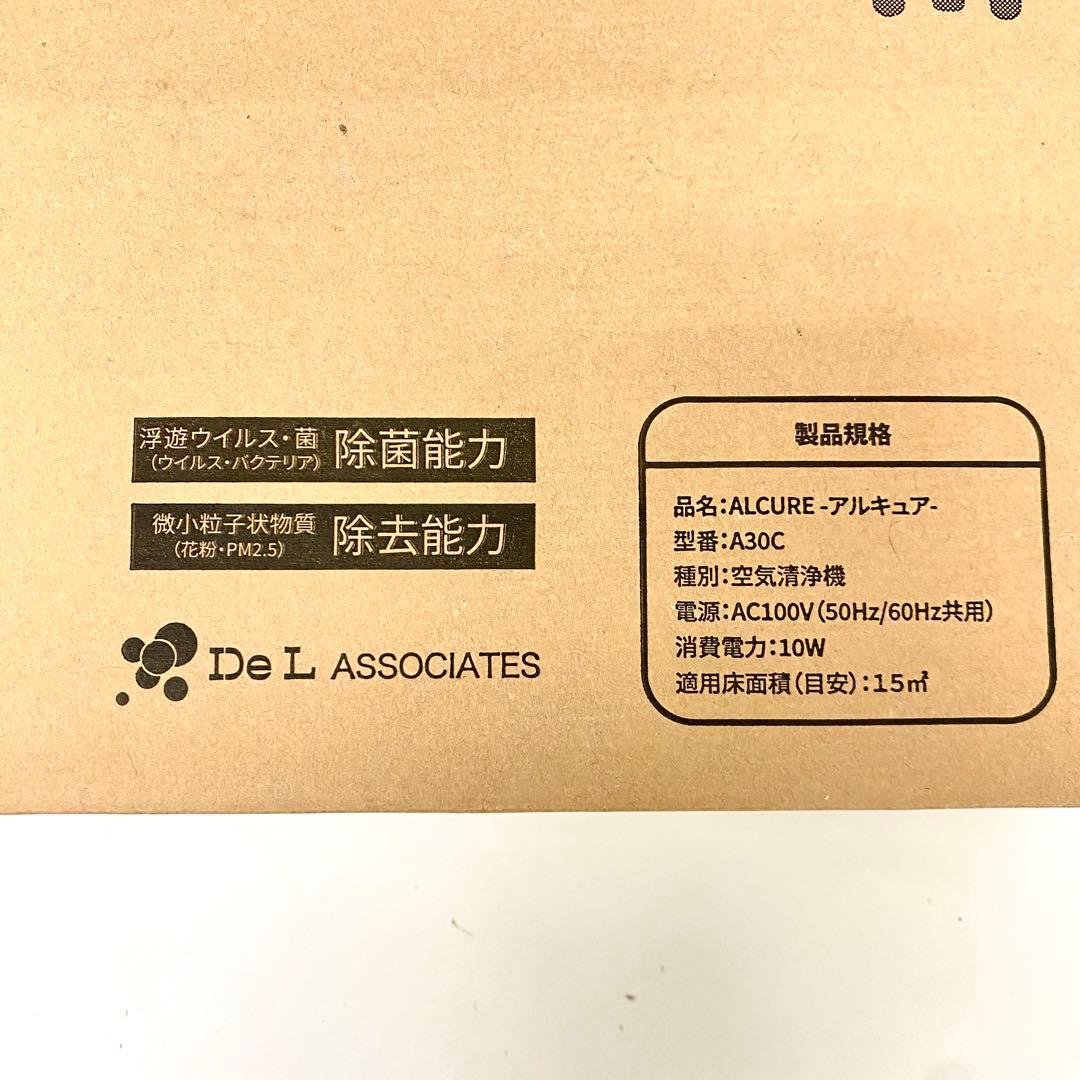 浮遊ウイルス・菌
(ウイルス・バクテリア)
除菌能力
微小粒子状物質
(花粉・PM2.5)
除去能力
De L ASSOCIATES
製品規格
品名:ALCURE -アルキュア-
型番:A30C
種別:空気清浄機
電源:AC100V(50Hz/60Hz共用)
消費電力:10W
適用床面積(目安):15㎡